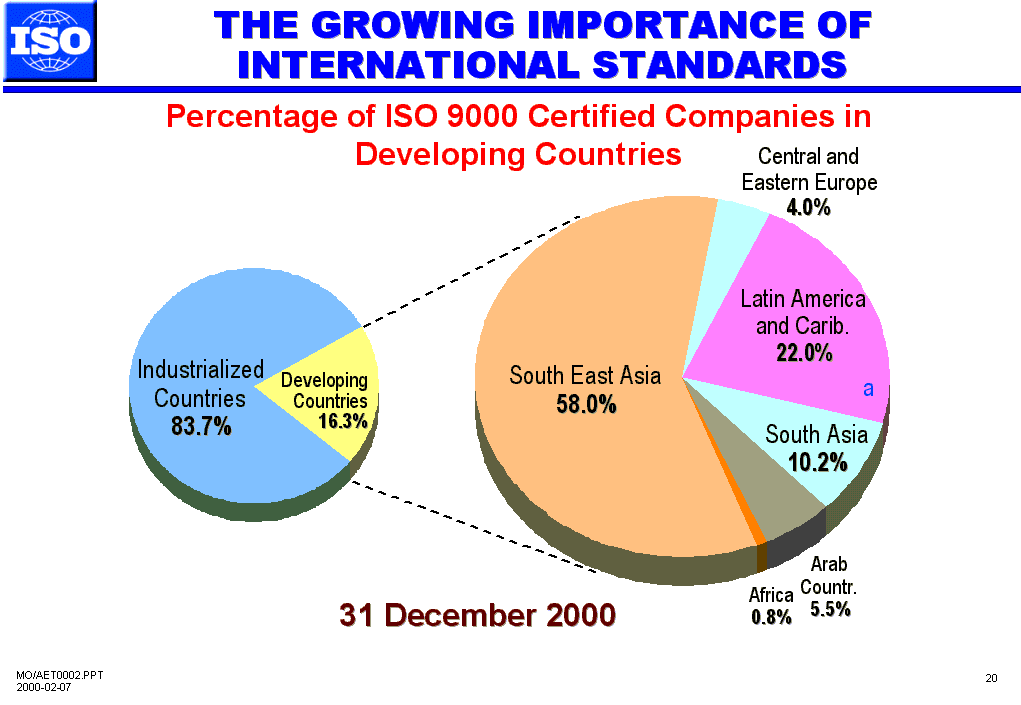 ISO
THE GROWING IMPORTANCE OF
INTERNATIONAL STANDARDS
Percentage of ISO 9000 Certified Companies in
Developing Countries
Central and
Eastern Europe
4.0%
Latin America
and Carib.
22.0%
a
Industrialized
Countries
83.7%
Developing
Countries
16.3%
South East Asia
58.0%
South Asia
10.2%
Arab
Countr.
5.5%
Africa
0.8%
31 December 2000
MO/AET0002.PPT
2000-02-07
20